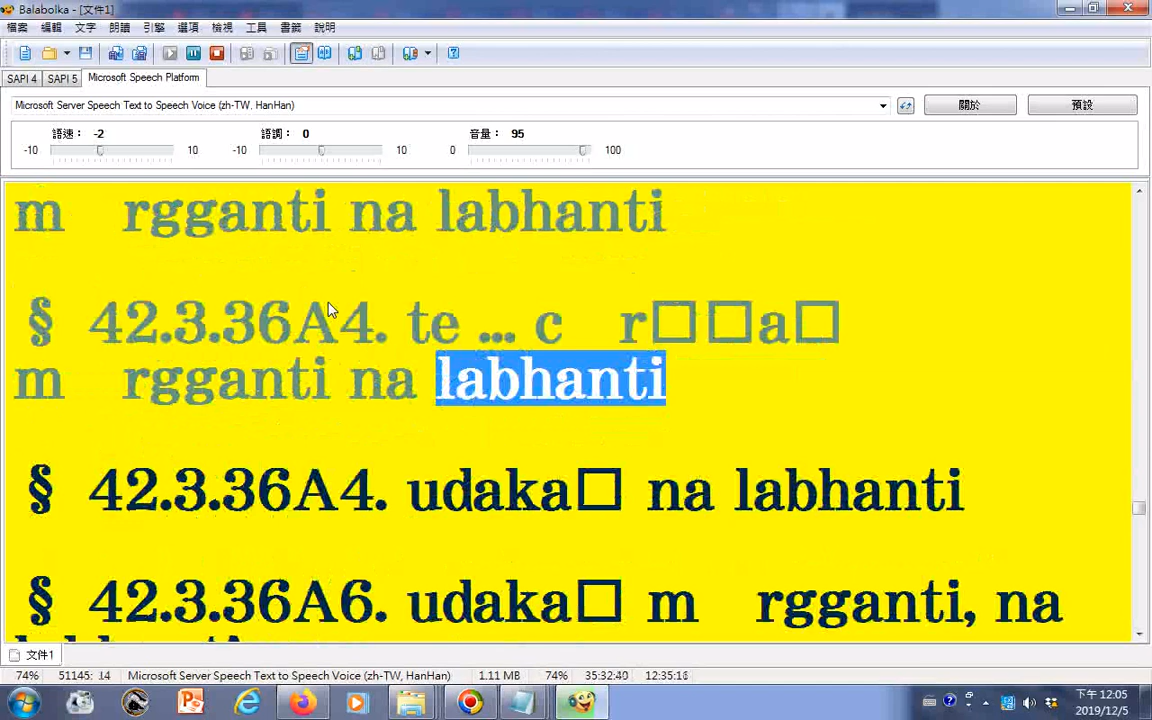 Balabolka - [文件1]
檔案 編輯 文字 朗讀 引擎 選項 檢視 工具 書籤 說明
SAPI 4 SAPI 5 Microsoft Speech Platform
Microsoft Server Speech Text to Speech Voice (zh-TW, HanHan) 關於 預設
語速： -2 語調： 0 音量： 95
-10 10 -10 10 0 100
m rgganti na labhanti
§ 42.3.36A4. te ... c r□□a□
m rgganti na labhanti
§ 42.3.36A4. udaka□ na labhanti
§ 42.3.36A6. udaka□ m rgganti, na
文件1
74% 51145: 14 Microsoft Server Speech Text to Speech Voice (zh-TW, HanHan) 1.11 MB 74% 35:32:40 12:35:16
下午 12:05
2019/12/5